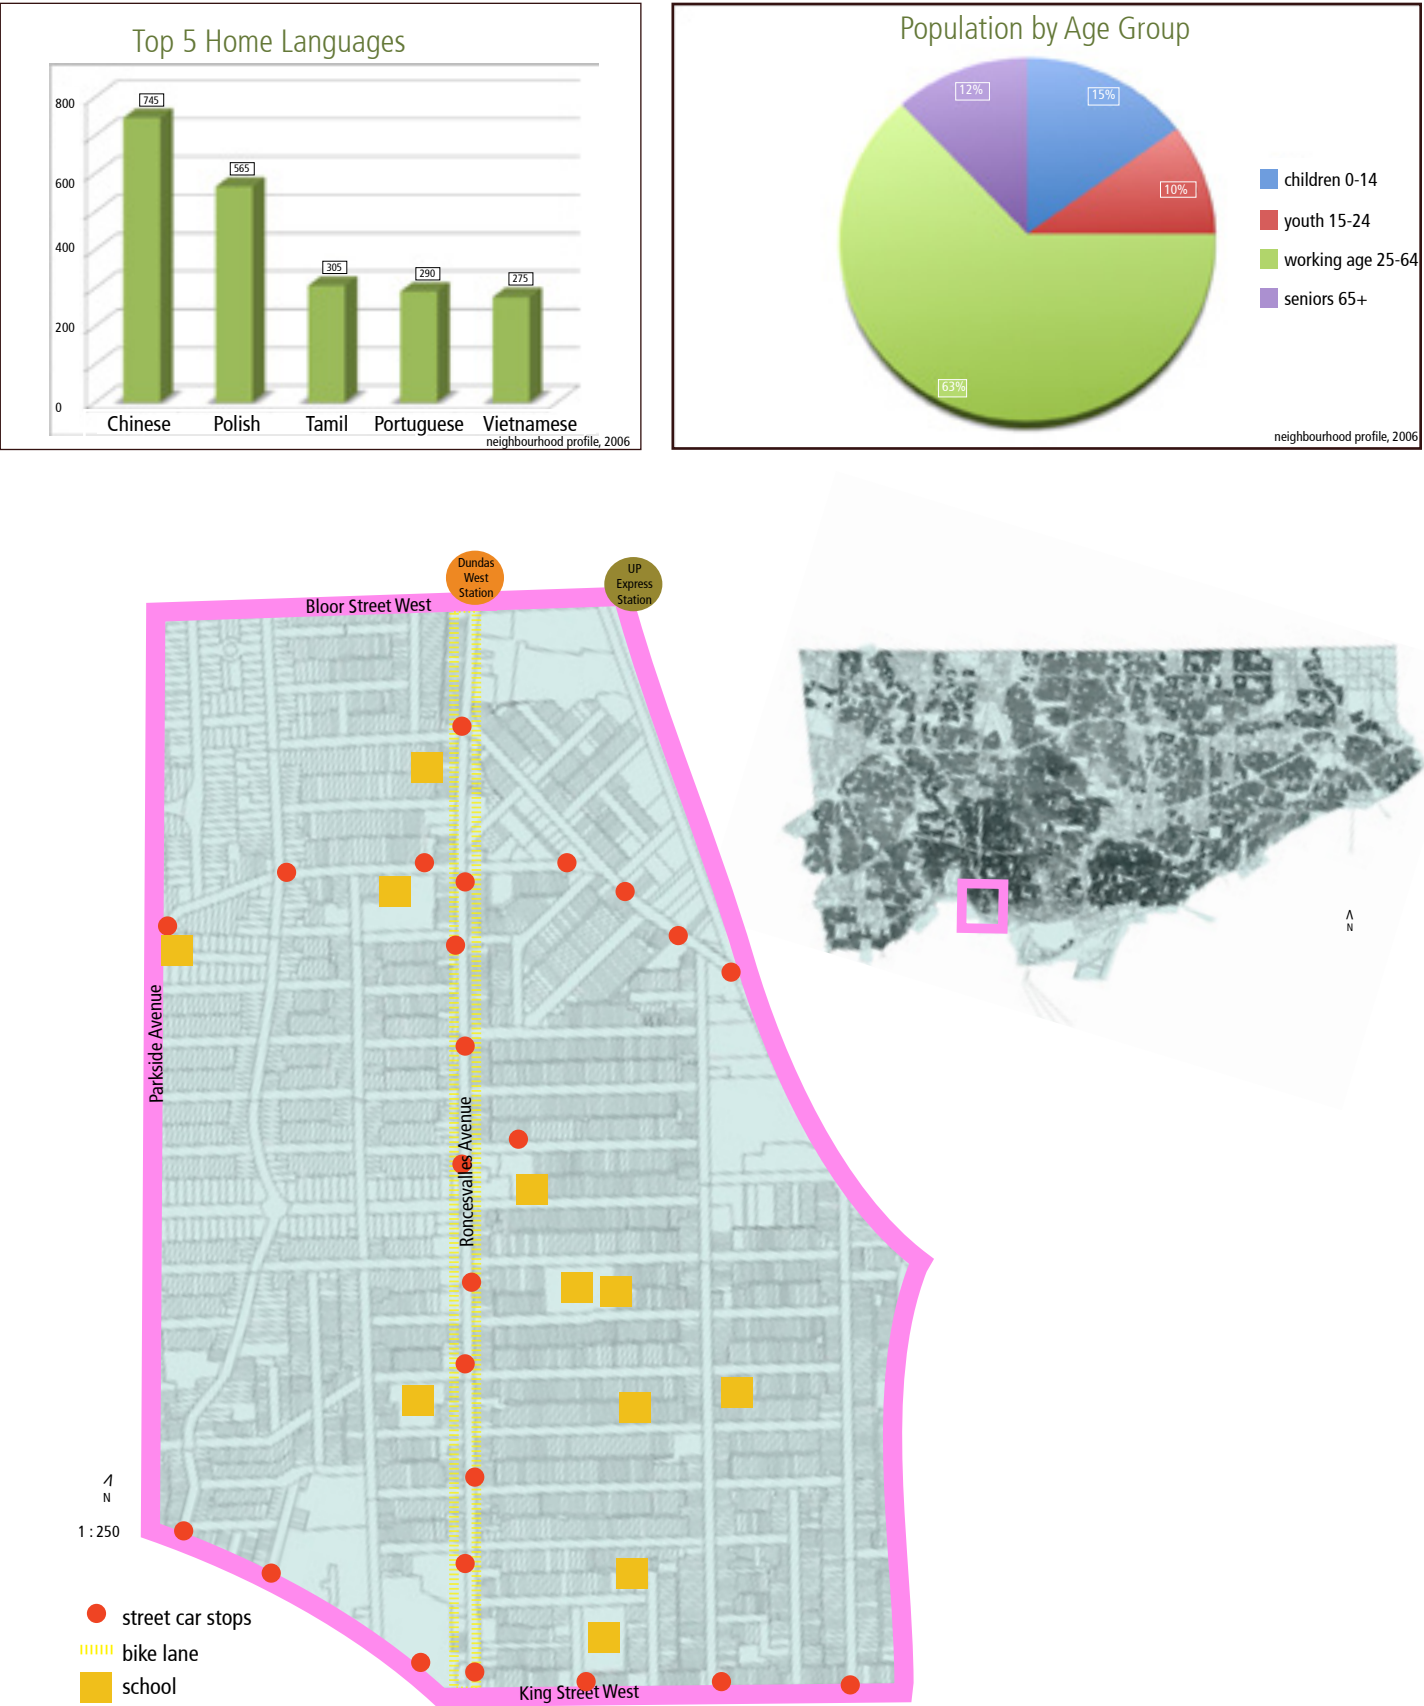 Top 5 Home Languages
800
600
400
200
0
745
565
305
290
275
Chinese
Polish
Tamil
Portuguese
Vietnamese
neighbourhood profile, 2006
Population by Age Group
12%
15%
10%
63%
children 0-14
youth 15-24
working age 25-64
seniors 65+
neighbourhood profile, 2006
Dundas
West
Station
UP
Express
Station
Bloor Street West
Parkside Avenue
Roncesvalles Avenue
King Street West
N
N
1 : 250
street car stops
bike lane
school